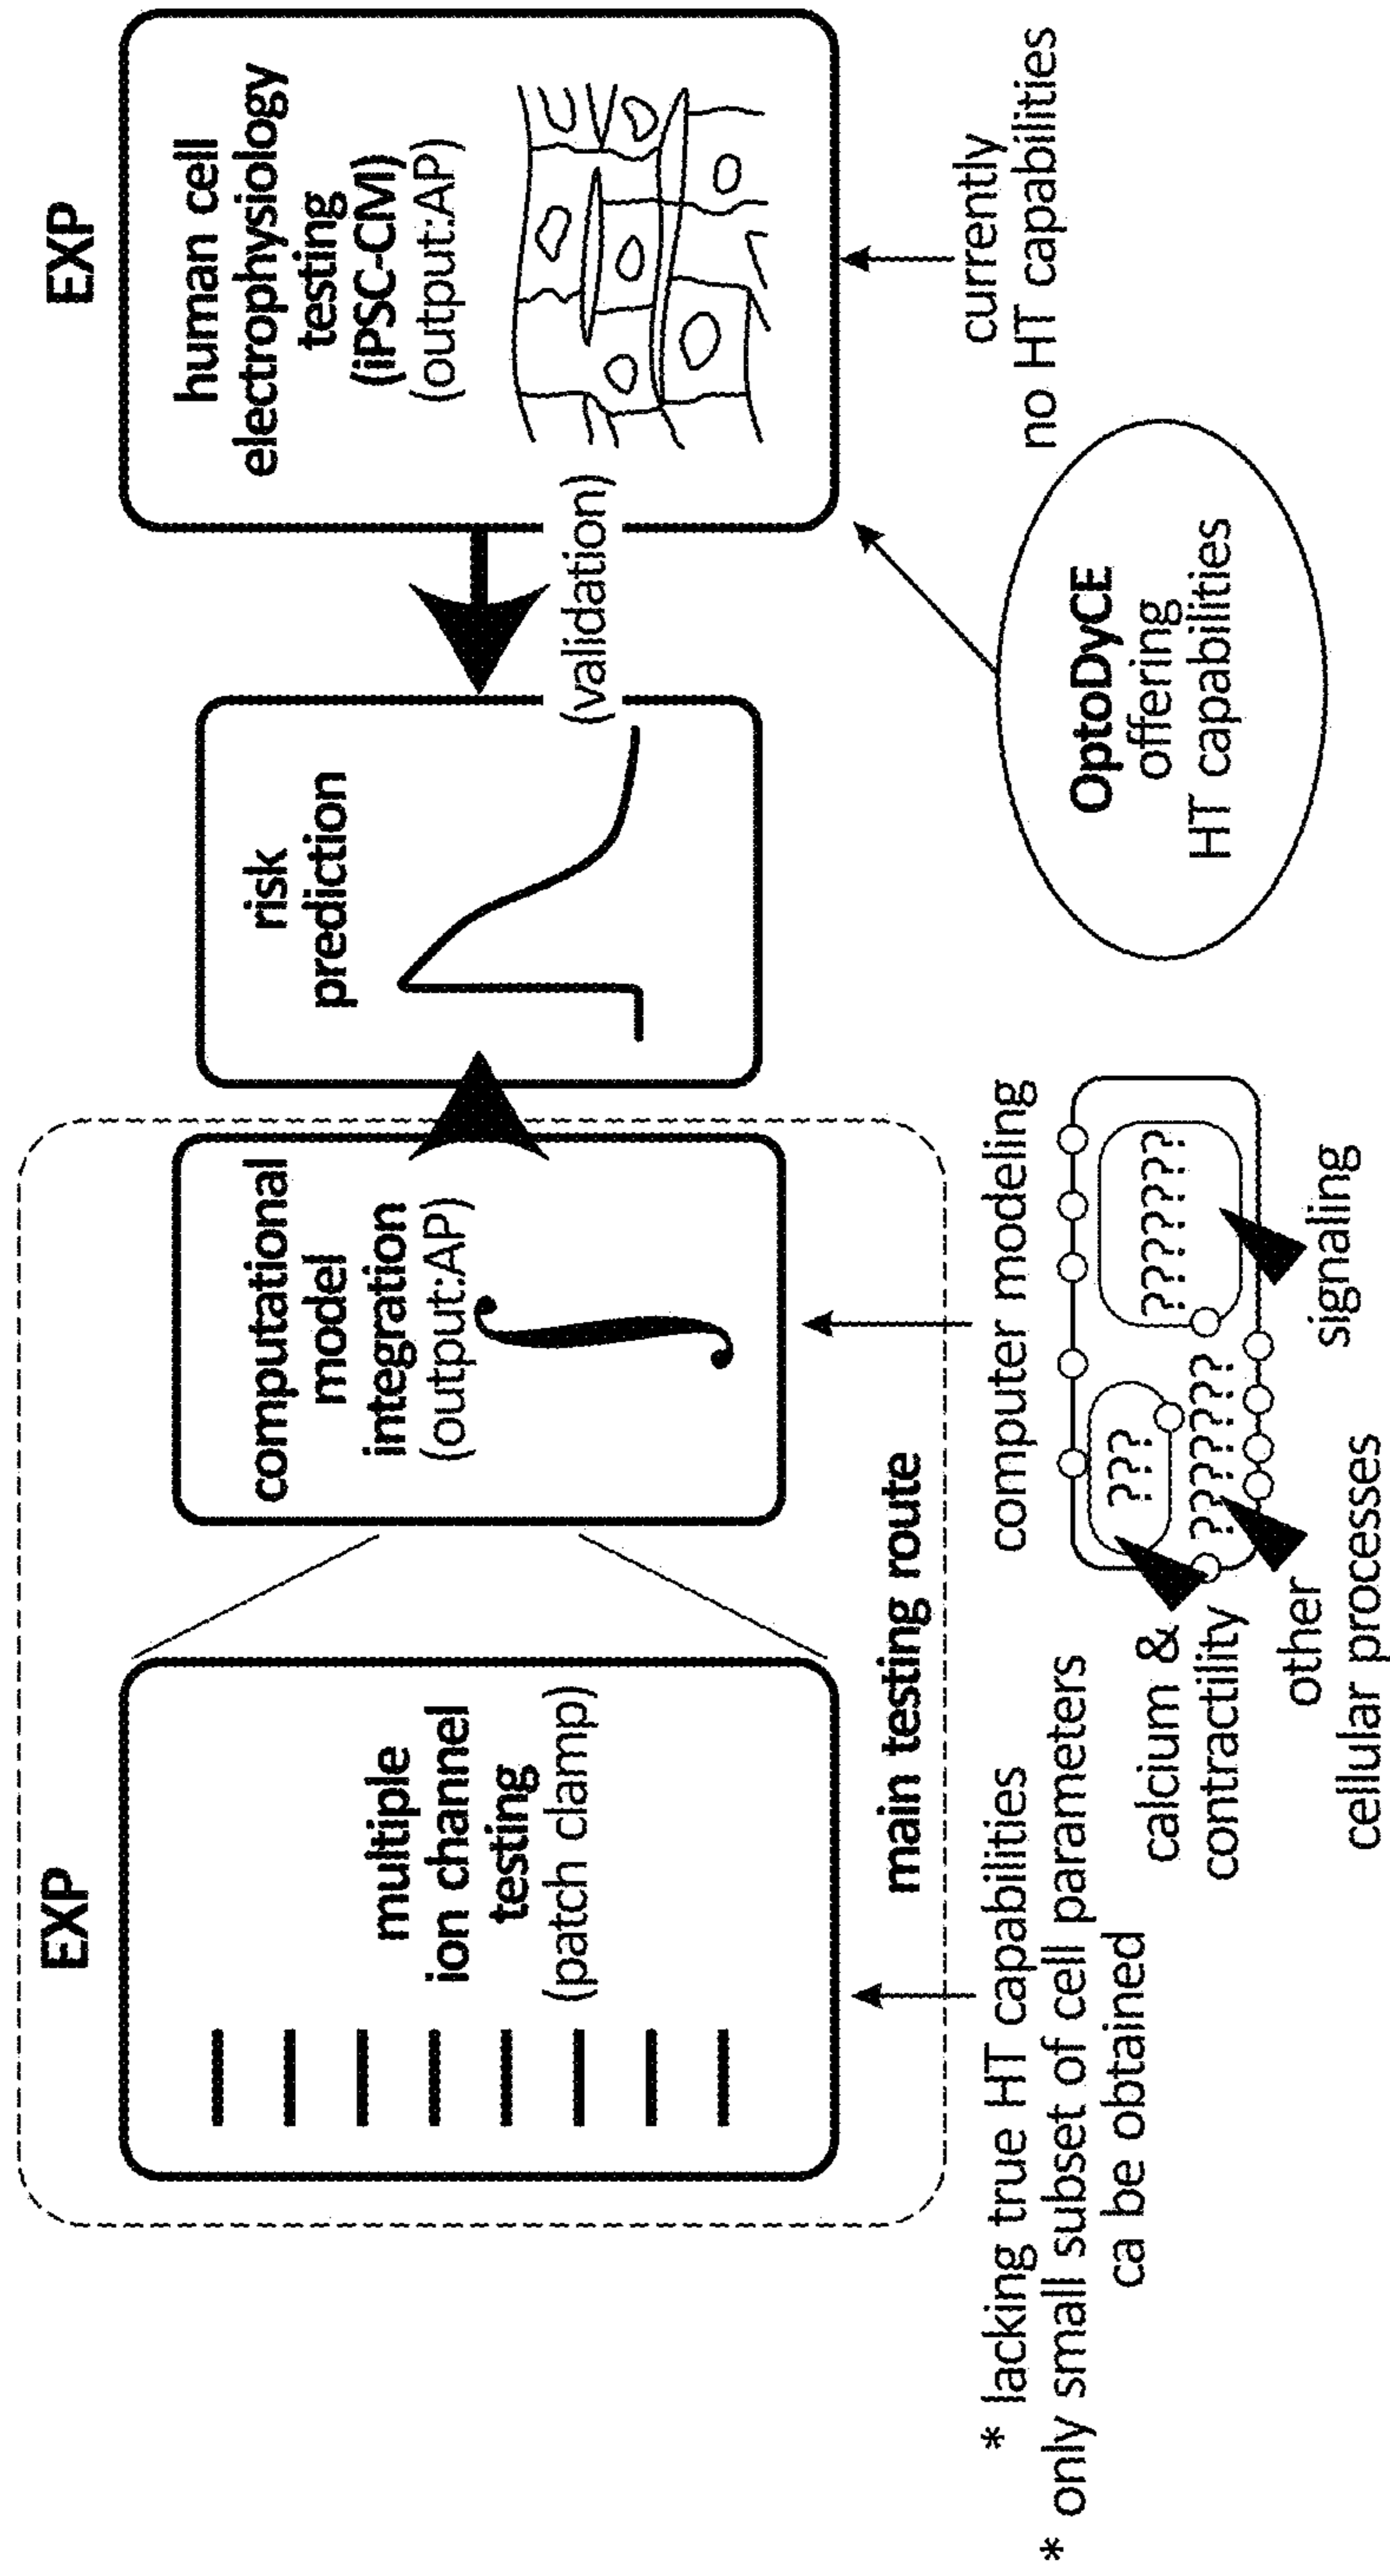 EXP
multiple
ion channel
testing
(patch clamp)
computational
model
integration
(output:AP)
main testing route
risk
prediction
(validation)
EXP
human cell
electrophysiology
testing
(iPSC-CM)
(output:AP)
* lacking true HT capabilities
* only small subset of cell parameters
ca be obtained
computer modeling
???
???????
???????
calcium &
contractility
other
cellular processes
signaling
OptoDyCE
offering
HT capabilities
currently
no HT capabilities